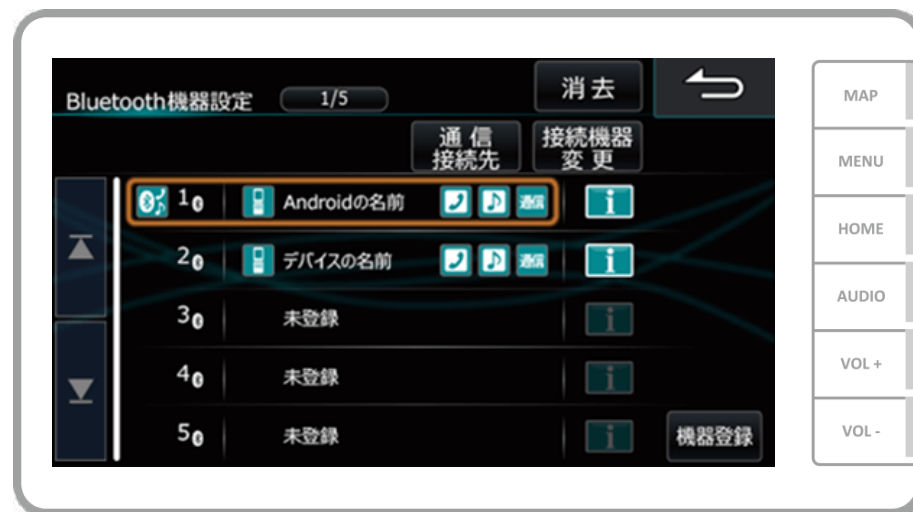 Bluetooth機器設定 1/5 消去
通信接続先 接続機器変更
1 Androidの名前 通信 i
2 デバイスの名前 通信 i
3 未登録 i
4 未登録 i
5 未登録 i 機器登録
MAP
MENU
HOME
AUDIO
VOL +
VOL -